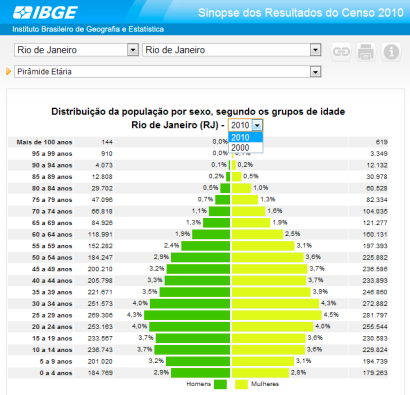 IBGE
Sinopse dos Resultados do Censo 2010
Instituto Brasileiro de Geografia e Estatística
Rio de Janeiro Rio de Janeiro
Pirâmide Etária
Distribuição da população por sexo, segundo os grupos de idade
Rio de Janeiro (RJ) - 2010
2010
2000
Mais de 100 anos 144 0,0% 619
95 a 99 anos 910 0,0% 0,1% 3.349
90 a 94 anos 4.073 0,1% 0,2% 12.132
85 a 89 anos 12.808 0,2% 0,5% 30.978
80 a 84 anos 29.702 0,5% 1,0% 60.628
75 a 79 anos 47.096 0,7% 1,3% 82.334
70 a 74 anos 66.818 1,1% 1,6% 104.035
65 a 69 anos 84.926 1,3% 1,9% 121.277
60 a 64 anos 118.991 1,9% 2,5% 160.131
55 a 59 anos 152.282 2,4% 3,1% 197.393
50 a 54 anos 184.247 2,9% 3,6% 225.882
45 a 49 anos 200.210 3,2% 3,7% 236.586
40 a 44 anos 205.798 3,3% 3,7% 233.893
35 a 39 anos 221.671 3,5% 3,9% 246.860
30 a 34 anos 251.573 4,0% 4,3% 272.882
25 a 29 anos 269.306 4,3% 4,5% 281.797
20 a 24 anos 253.163 4,0% 4,0% 255.544
15 a 19 anos 233.567 3,7% 3,6% 230.583
10 a 14 anos 236.743 3,7% 3,6% 229.824
5 a 9 anos 201.020 3,2% 3,1% 194.739
0 a 4 anos 184.769 2,9% 2,8% 179.263
Homens Mulheres